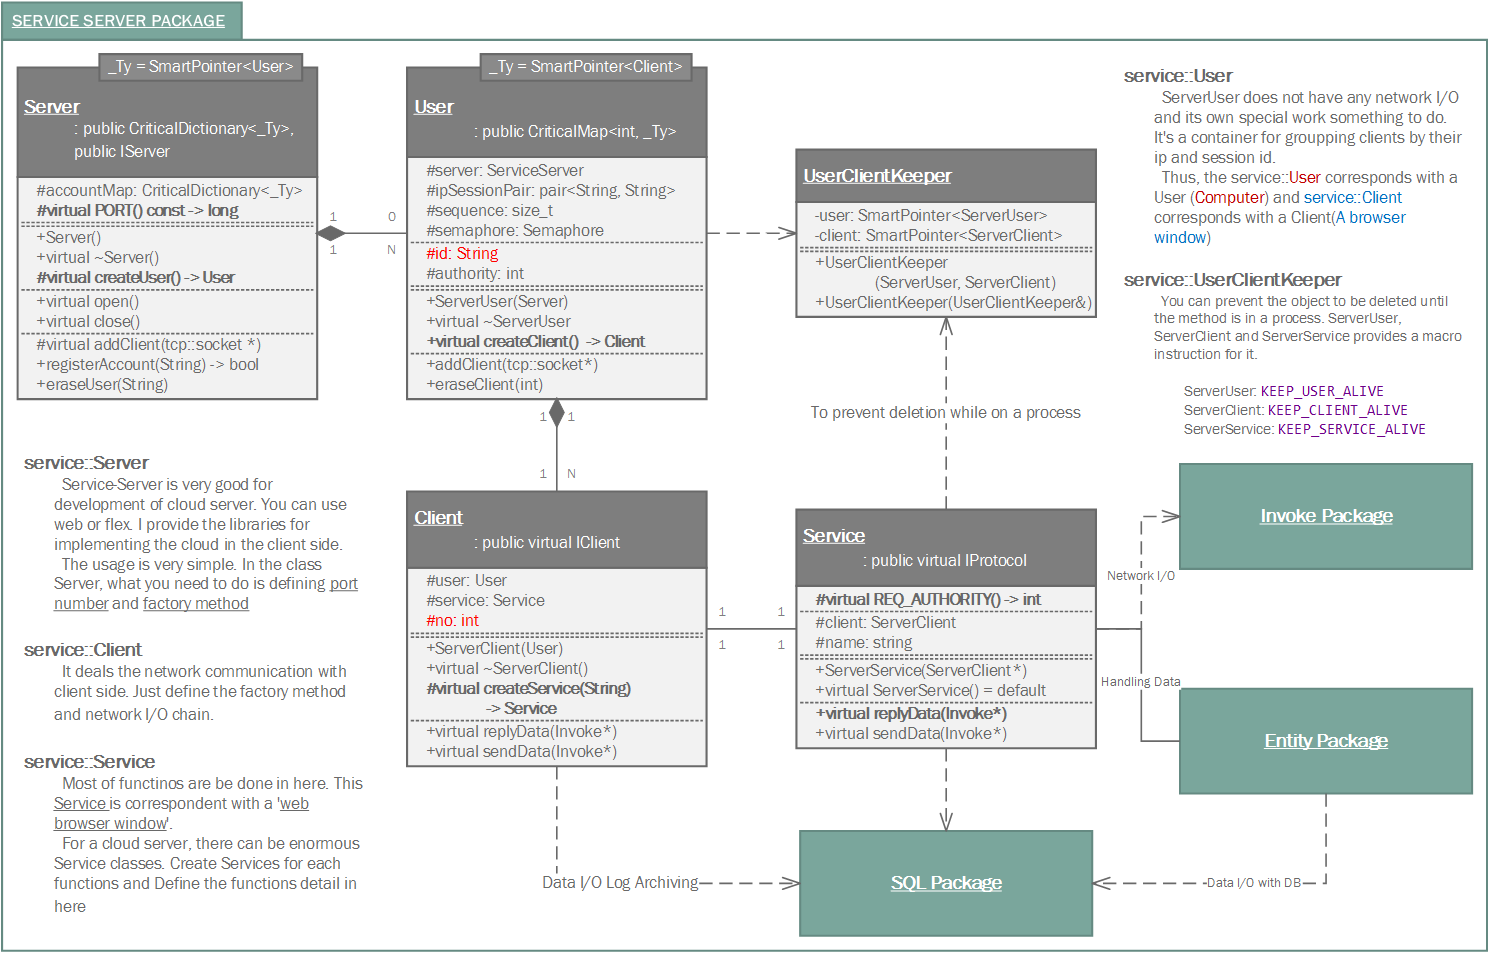 SERVICE SERVER PACKAGE
_Ty = SmartPointer<User>
Server
: public CriticalDictionary<_Ty>,
public IServer
#accountMap: CriticalDictionary<_Ty>
#virtual PORT() const -> long
+Server()
+virtual ~Server()
#virtual createUser() -> User
+virtual open()
+virtual close()
#virtual addClient(tcp::socket *)
+registerAccount(String) -> bool
+eraseUser(String)
1
1
0
N
_Ty = SmartPointer<Client>
User
: public CriticalMap<int, _Ty>
#server: ServiceServer
#ipSessionPair: pair<String, String>
#sequence: size_t
#semaphore: Semaphore
#id: String
#authority: int
+ServerUser(Server)
+virtual ~ServerUser
+virtual createClient()  -> Client
+addClient(tcp::socket*)
+eraseClient(int)
1
1
1
N
UserClientKeeper
-user: SmartPointer<ServerUser>
-client: SmartPointer<ServerClient>
+UserClientKeeper
(ServerUser, ServerClient)
+UserClientKeeper(UserClientKeeper&)
To prevent deletion while on a process
service::User
ServerUser does not have any network I/O
and its own special work something to do.
It's a container for groupping clients by their
ip and session id.
Thus, the service::User corresponds with a
User (Computer) and service::Client
corresponds with a Client(A browser
window)
service::UserClientKeeper
You can prevent the object to be deleted until
the method is in a process. ServerUser,
ServerClient and ServerService provides a macro
instruction for it.
ServerUser: KEEP_USER_ALIVE
ServerClient: KEEP_CLIENT_ALIVE
ServerService: KEEP_SERVICE_ALIVE
service::Server
Service-Server is very good for
development of cloud server. You can use
web or flex. I provide the libraries for
implementing the cloud in the client side.
The usage is very simple. In the class
Server, what you need to do is defining port
number and factory method
service::Client
It deals the network communication with
client side. Just define the factory method
and network I/O chain.
service::Service
Most of functinos are be done in here. This
Service is correspondent with a 'web
browser window'.
For a cloud server, there can be enormous
Service classes. Create Services for each
functions and Define the functions detail in
here
Client
: public virtual IClient
#user: User
#service: Service
#no: int
+ServerClient(User)
+virtual ~ServerClient()
#virtual createService(String)
-> Service
+virtual replyData(Invoke*)
+virtual sendData(Invoke*)
1
1
1
1
Service
: public virtual IProtocol
#virtual REQ_AUTHORITY() -> int
#client: ServerClient
#name: string
+ServerService(ServerClient*)
+virtual ServerService() = default
+virtual replyData(Invoke*)
+virtual sendData(Invoke*)
Network I/O
Handling Data
Invoke Package
Entity Package
Data I/O Log Archiving
SQL Package
Data I/O with DB